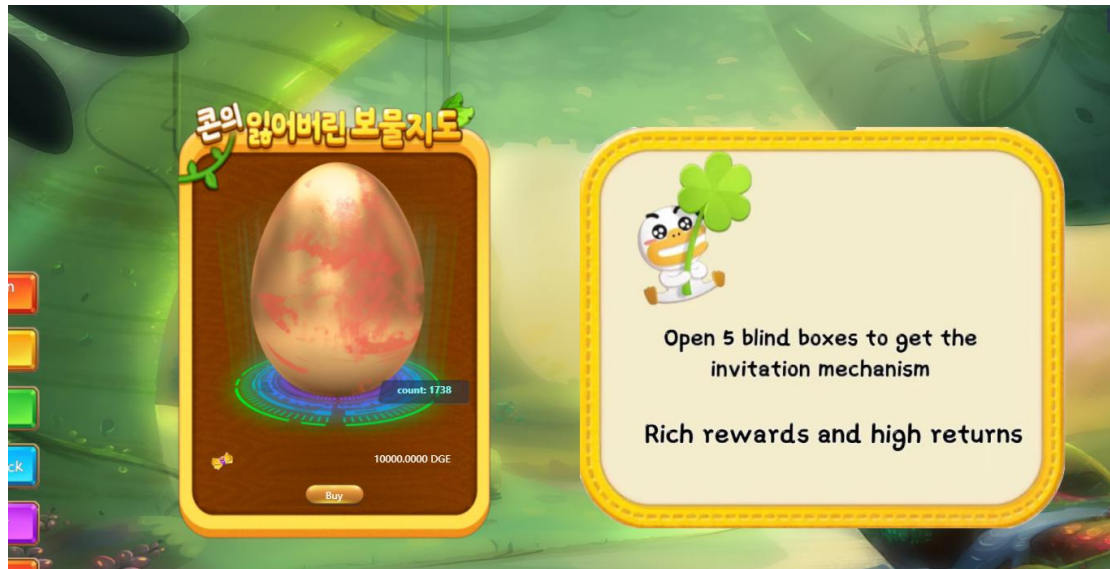 콘의 잃어버린 보물지도
count: 1738
10000.0000 DGE
Buy
Open 5 blind boxes to get the
invitation mechanism
Rich rewards and high returns
n
ck